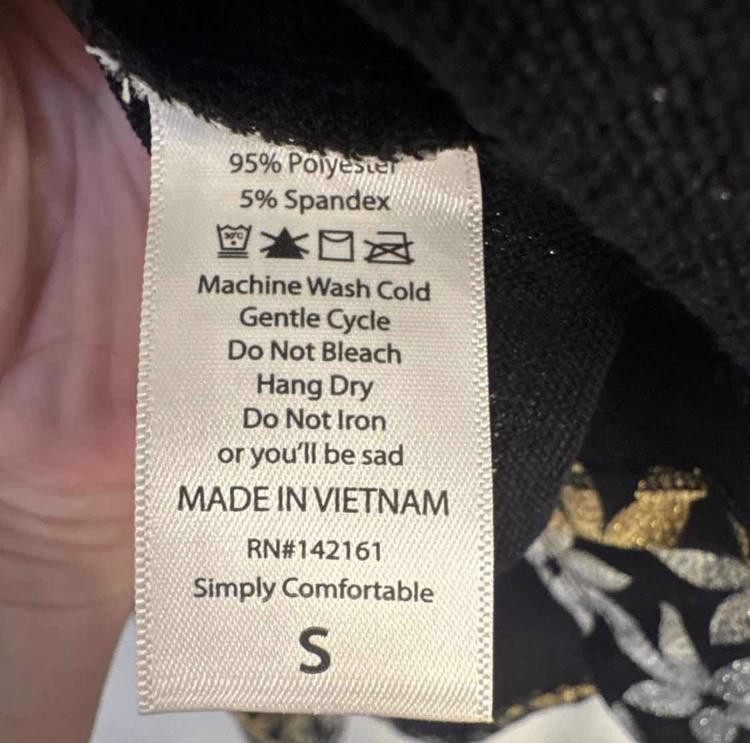 95% Polyester
5% Spandex
30°C
Machine Wash Cold
Gentle Cycle
Do Not Bleach
Hang Dry
Do Not Iron
or you'll be sad
MADE IN VIETNAM
RN#142161
Simply Comfortable
S